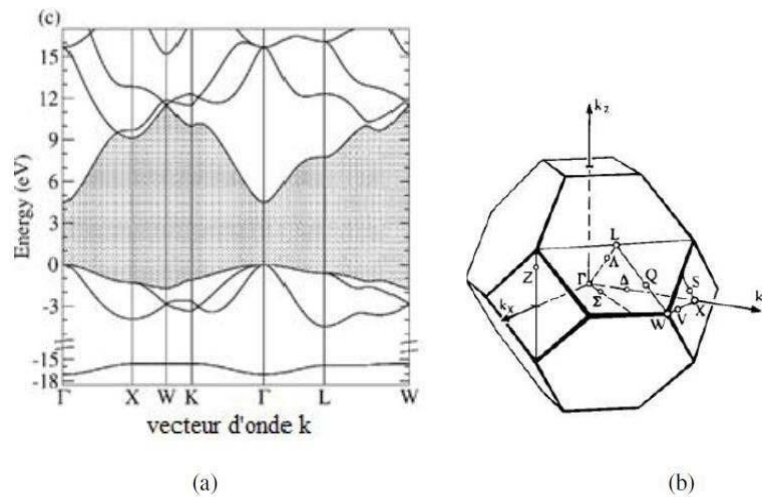 (c)
15
12
9
6
3
0
-3
-15
-18
Energy (eV)
Γ X W K Γ L W
vecteur d'onde k
(a)
k_z
L
Λ
Z
Γ
Δ
Q
S
Σ
k_x
W
V
X
k
(b)